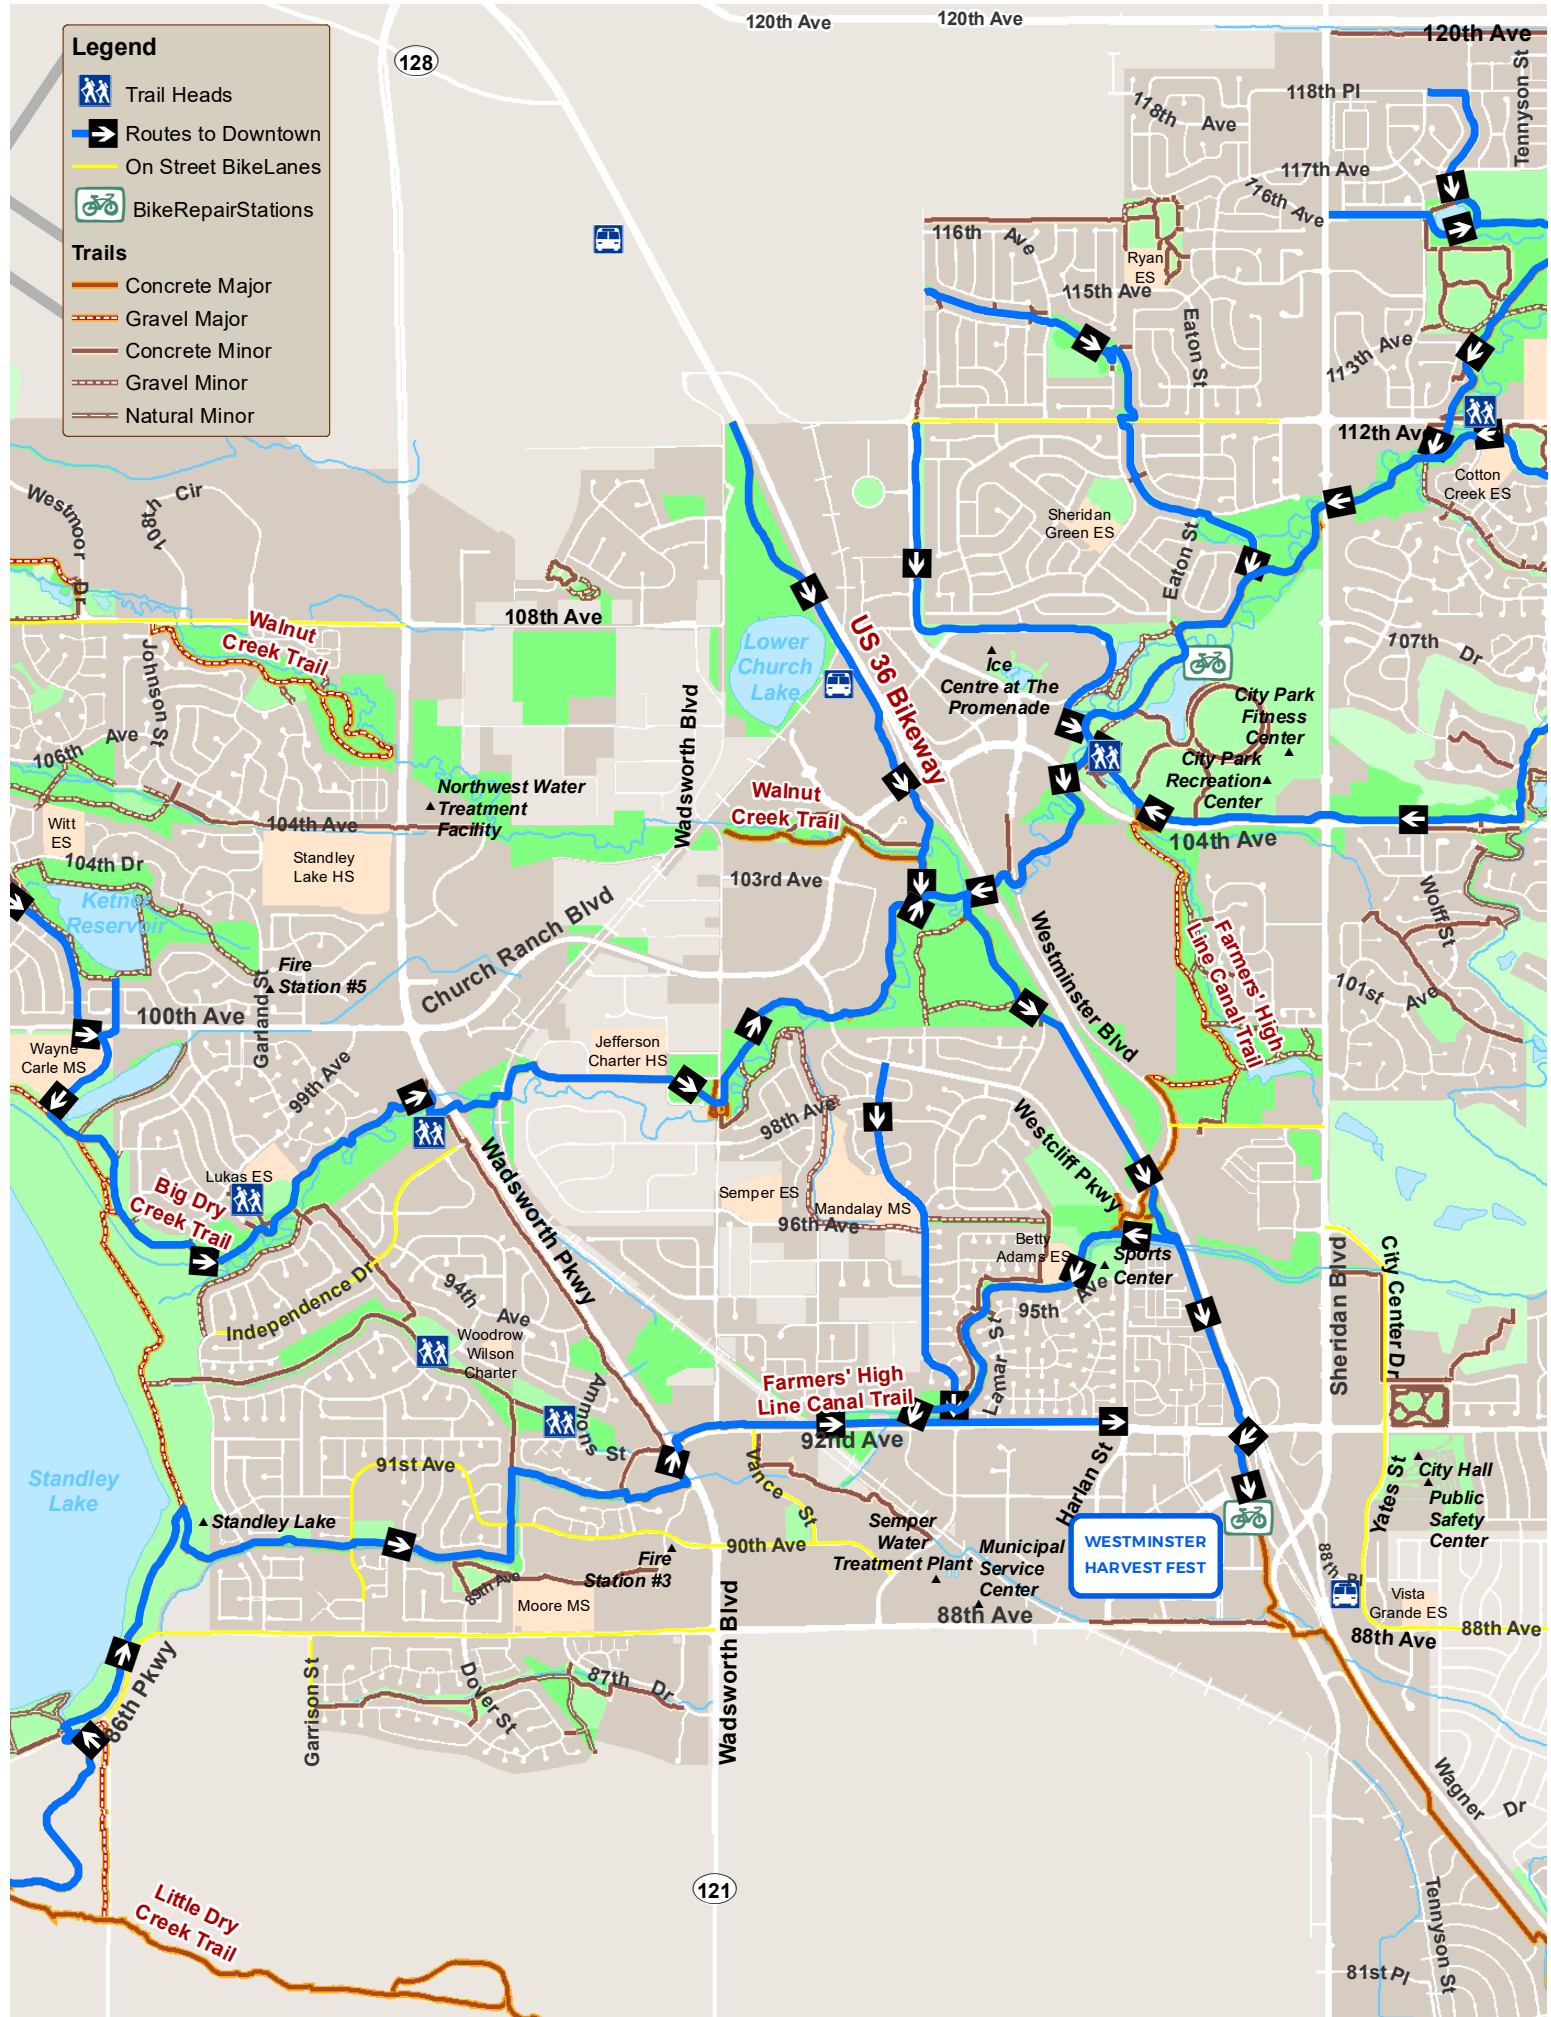 Legend
Trail Heads
Routes to Downtown
On Street BikeLanes
BikeRepairStations
Trails
Concrete Major
Gravel Major
Concrete Minor
Gravel Minor
Natural Minor
128
120th Ave
120th Ave
120th Ave
Tennyson St
118th Pl
118th Ave
117th Ave
116th Ave
116th Ave
Ryan
ES
115th Ave
Eaton St
113th Ave
112th Ave
Cotton
Creek ES
Westmoor Dr
108th Cir
Sheridan
Green ES
Eaton St
108th Ave
Walnut
Creek Trail
Johnson St
Lower
Church
Lake
US 36 Bikeway
Ice
Centre at The
Promenade
107th Dr
City Park
Fitness
Center
City Park
Recreation
Center
Wadsworth Blvd
106th Ave
Northwest Water
Treatment
Facility
Walnut
Creek Trail
104th Ave
104th Ave
Witt
ES
104th Dr
Standley
Lake HS
Ketner
Reservoir
103rd Ave
Wolff St
Church Ranch Blvd
Westminster Blvd
Farmers' High
Line Canal Trail
Fire
Station #5
Garland St
100th Ave
101st Ave
Wayne
Carle MS
Jefferson
Charter HS
99th Ave
98th Ave
Westcliff Pkwy
Lukas ES
Big Dry
Creek Trail
Wadsworth Pkwy
Semper ES
Mandalay MS
96th Ave
Betty
Adams ES
Sports
Center
95th Ave
Sheridan Blvd
City Center Dr
Independence Dr
94th Ave
Woodrow
Wilson
Charter
Lamar St
Ammons St
Farmers' High
Line Canal Trail
92nd Ave
91st Ave
Vance St
Harlan St
Yates St
City Hall
Public
Safety
Center
Standley
Lake
Standley Lake
Semper
Water
Treatment Plant
Municipal
Service
Center
WESTMINSTER
HARVEST FEST
90th Ave
Fire
Station #3
89th Ave
Moore MS
88th Pl
Vista
Grande ES
88th Ave
88th Ave
88th Ave
86th Pkwy
Garrison St
Dover St
87th Dr
Wadsworth Blvd
Wagner Dr
121
Little Dry
Creek Trail
Tennyson St
81st Pl